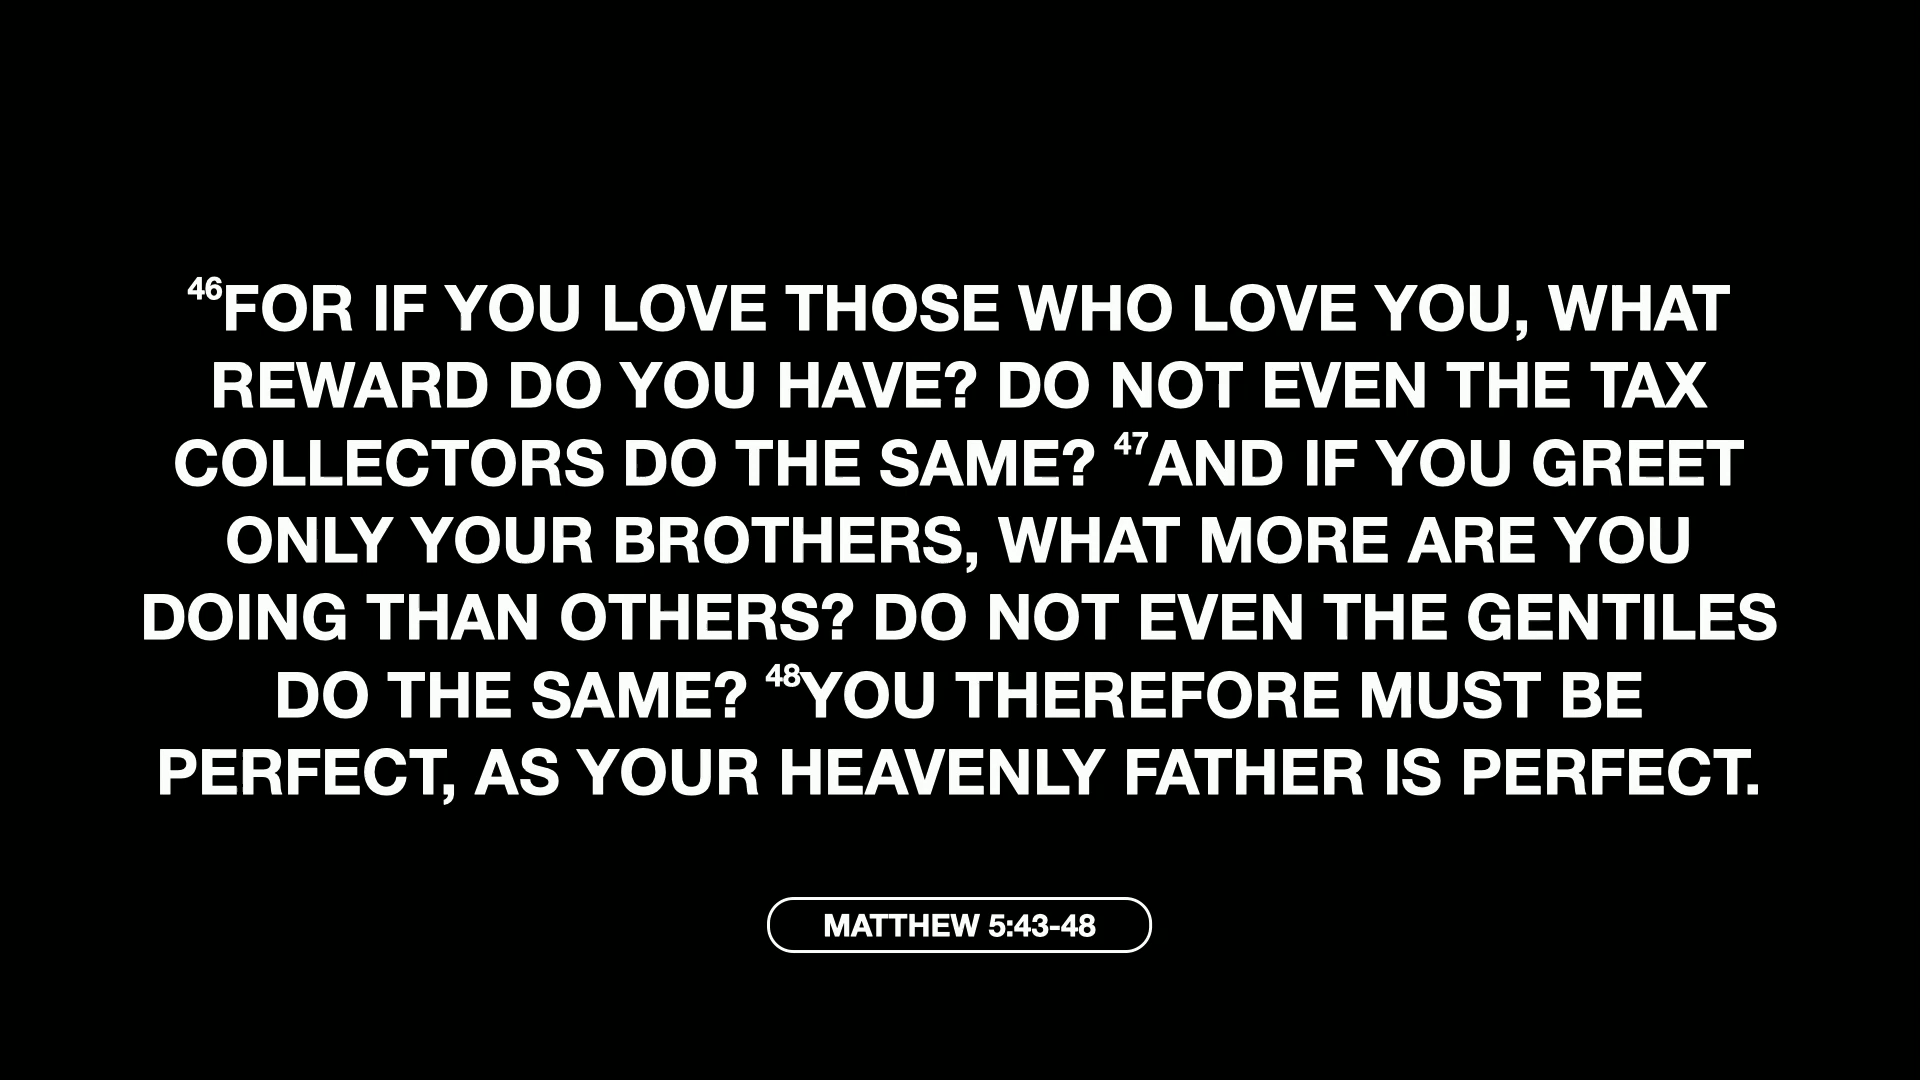 46FOR IF YOU LOVE THOSE WHO LOVE YOU, WHAT
REWARD DO YOU HAVE? DO NOT EVEN THE TAX
COLLECTORS DO THE SAME? 47AND IF YOU GREET
ONLY YOUR BROTHERS, WHAT MORE ARE YOU
DOING THAN OTHERS? DO NOT EVEN THE GENTILES
DO THE SAME? 48YOU THEREFORE MUST BE
PERFECT, AS YOUR HEAVENLY FATHER IS PERFECT.
MATTHEW 5:43-48